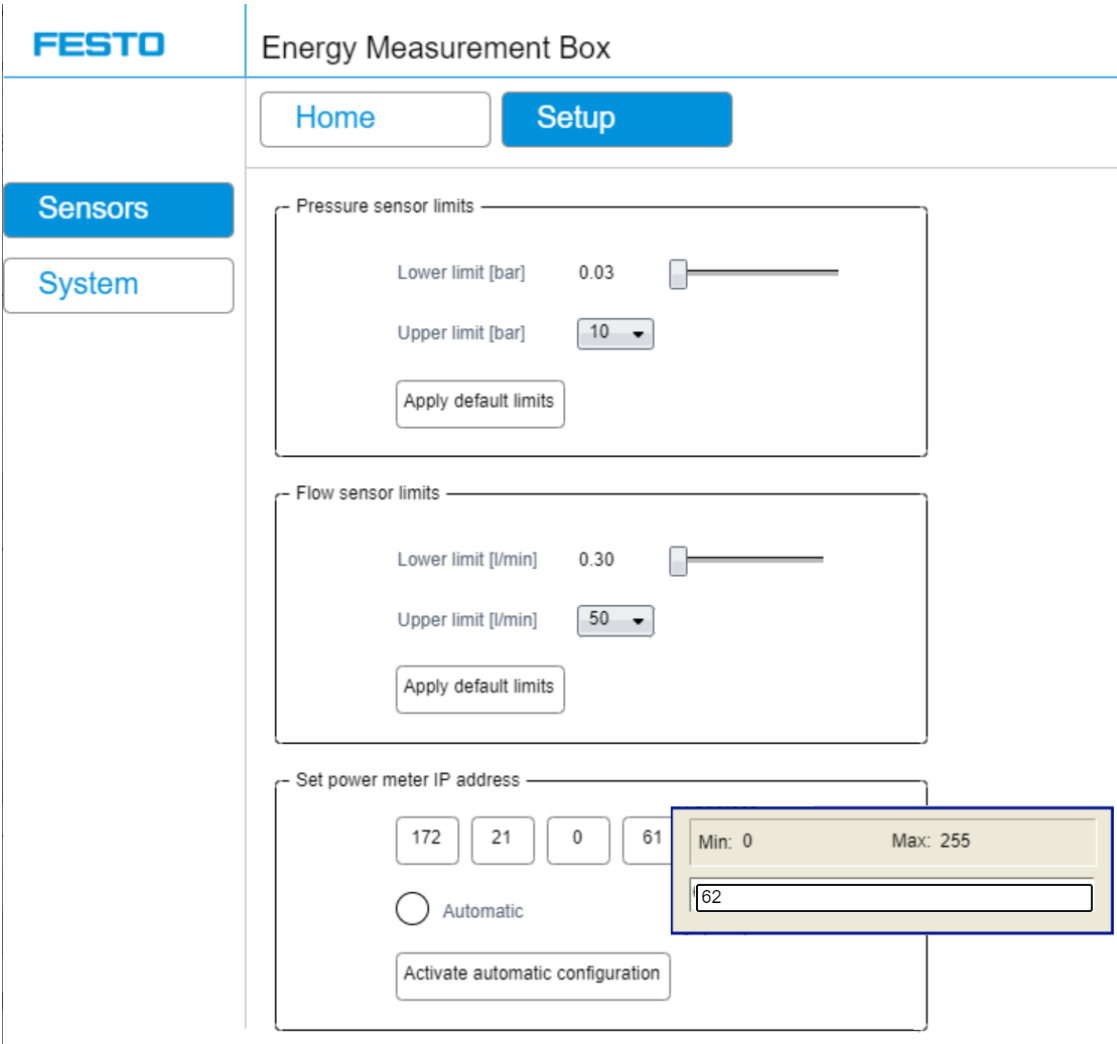 FESTO
Energy Measurement Box
Home
Setup
Sensors
System
Pressure sensor limits
Lower limit [bar] 0.03
Upper limit [bar] 10
Apply default limits
Flow sensor limits
Lower limit [l/min] 0.30
Upper limit [l/min] 50
Apply default limits
Set power meter IP address
172 21 0 61
Min: 0 Max: 255
62
Automatic
Activate automatic configuration